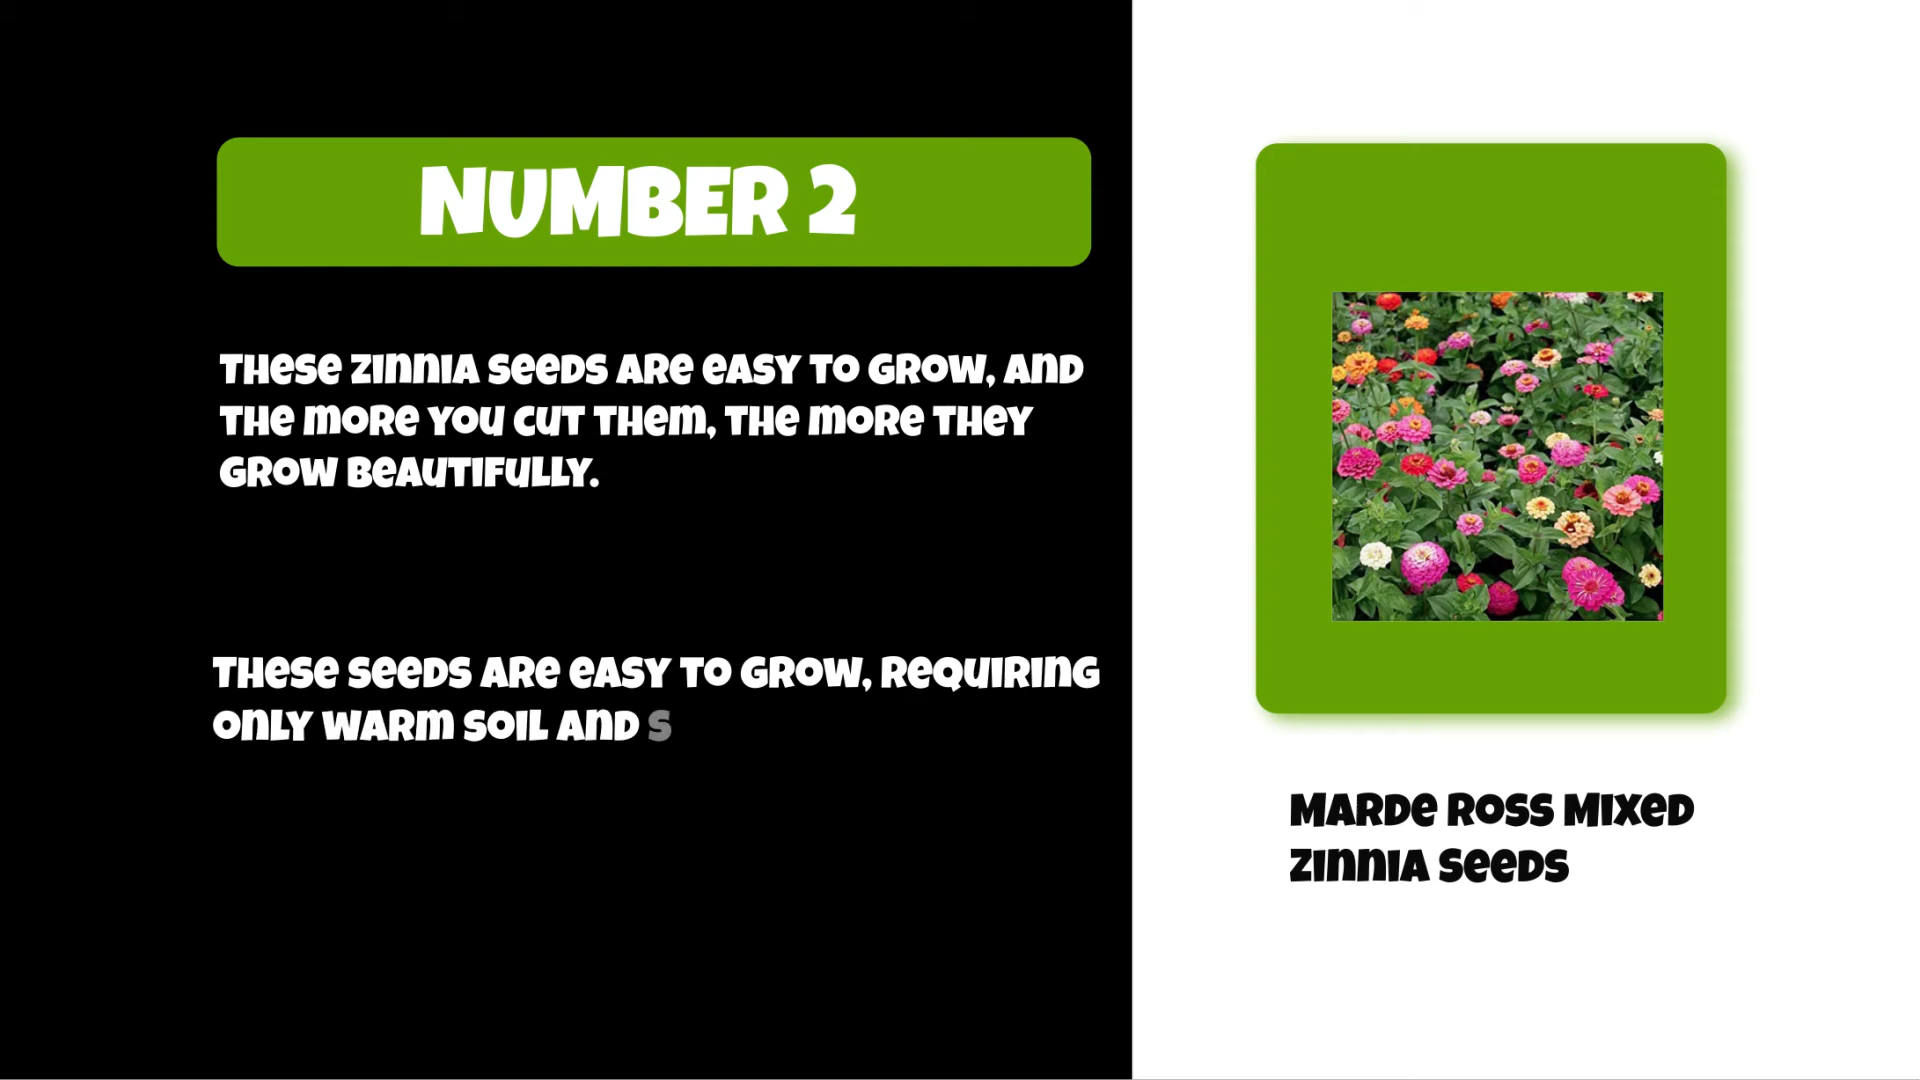 NUMBER 2
These zinnia seeds are easy to grow, and
the more you cut them, the more they
grow beautifully.
These seeds are easy to grow, requiring
only warm soil and s
Marde Ross Mixed
Zinnia Seeds